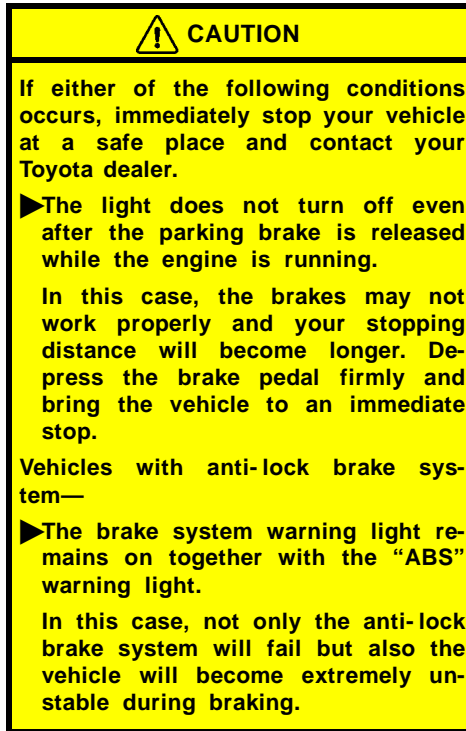 CAUTION
If either of the following conditions
occurs, immediately stop your vehicle
at a safe place and contact your
Toyota dealer.
The light does not turn off even
after the parking brake is released
while the engine is running.
In this case, the brakes may not
work properly and your stopping
distance will become longer. De-
press the brake pedal firmly and
bring the vehicle to an immediate
stop.
Vehicles with anti-lock brake sys-
tem—
The brake system warning light re-
mains on together with the “ABS”
warning light.
In this case, not only the anti-lock
brake system will fail but also the
vehicle will become extremely un-
stable during braking.